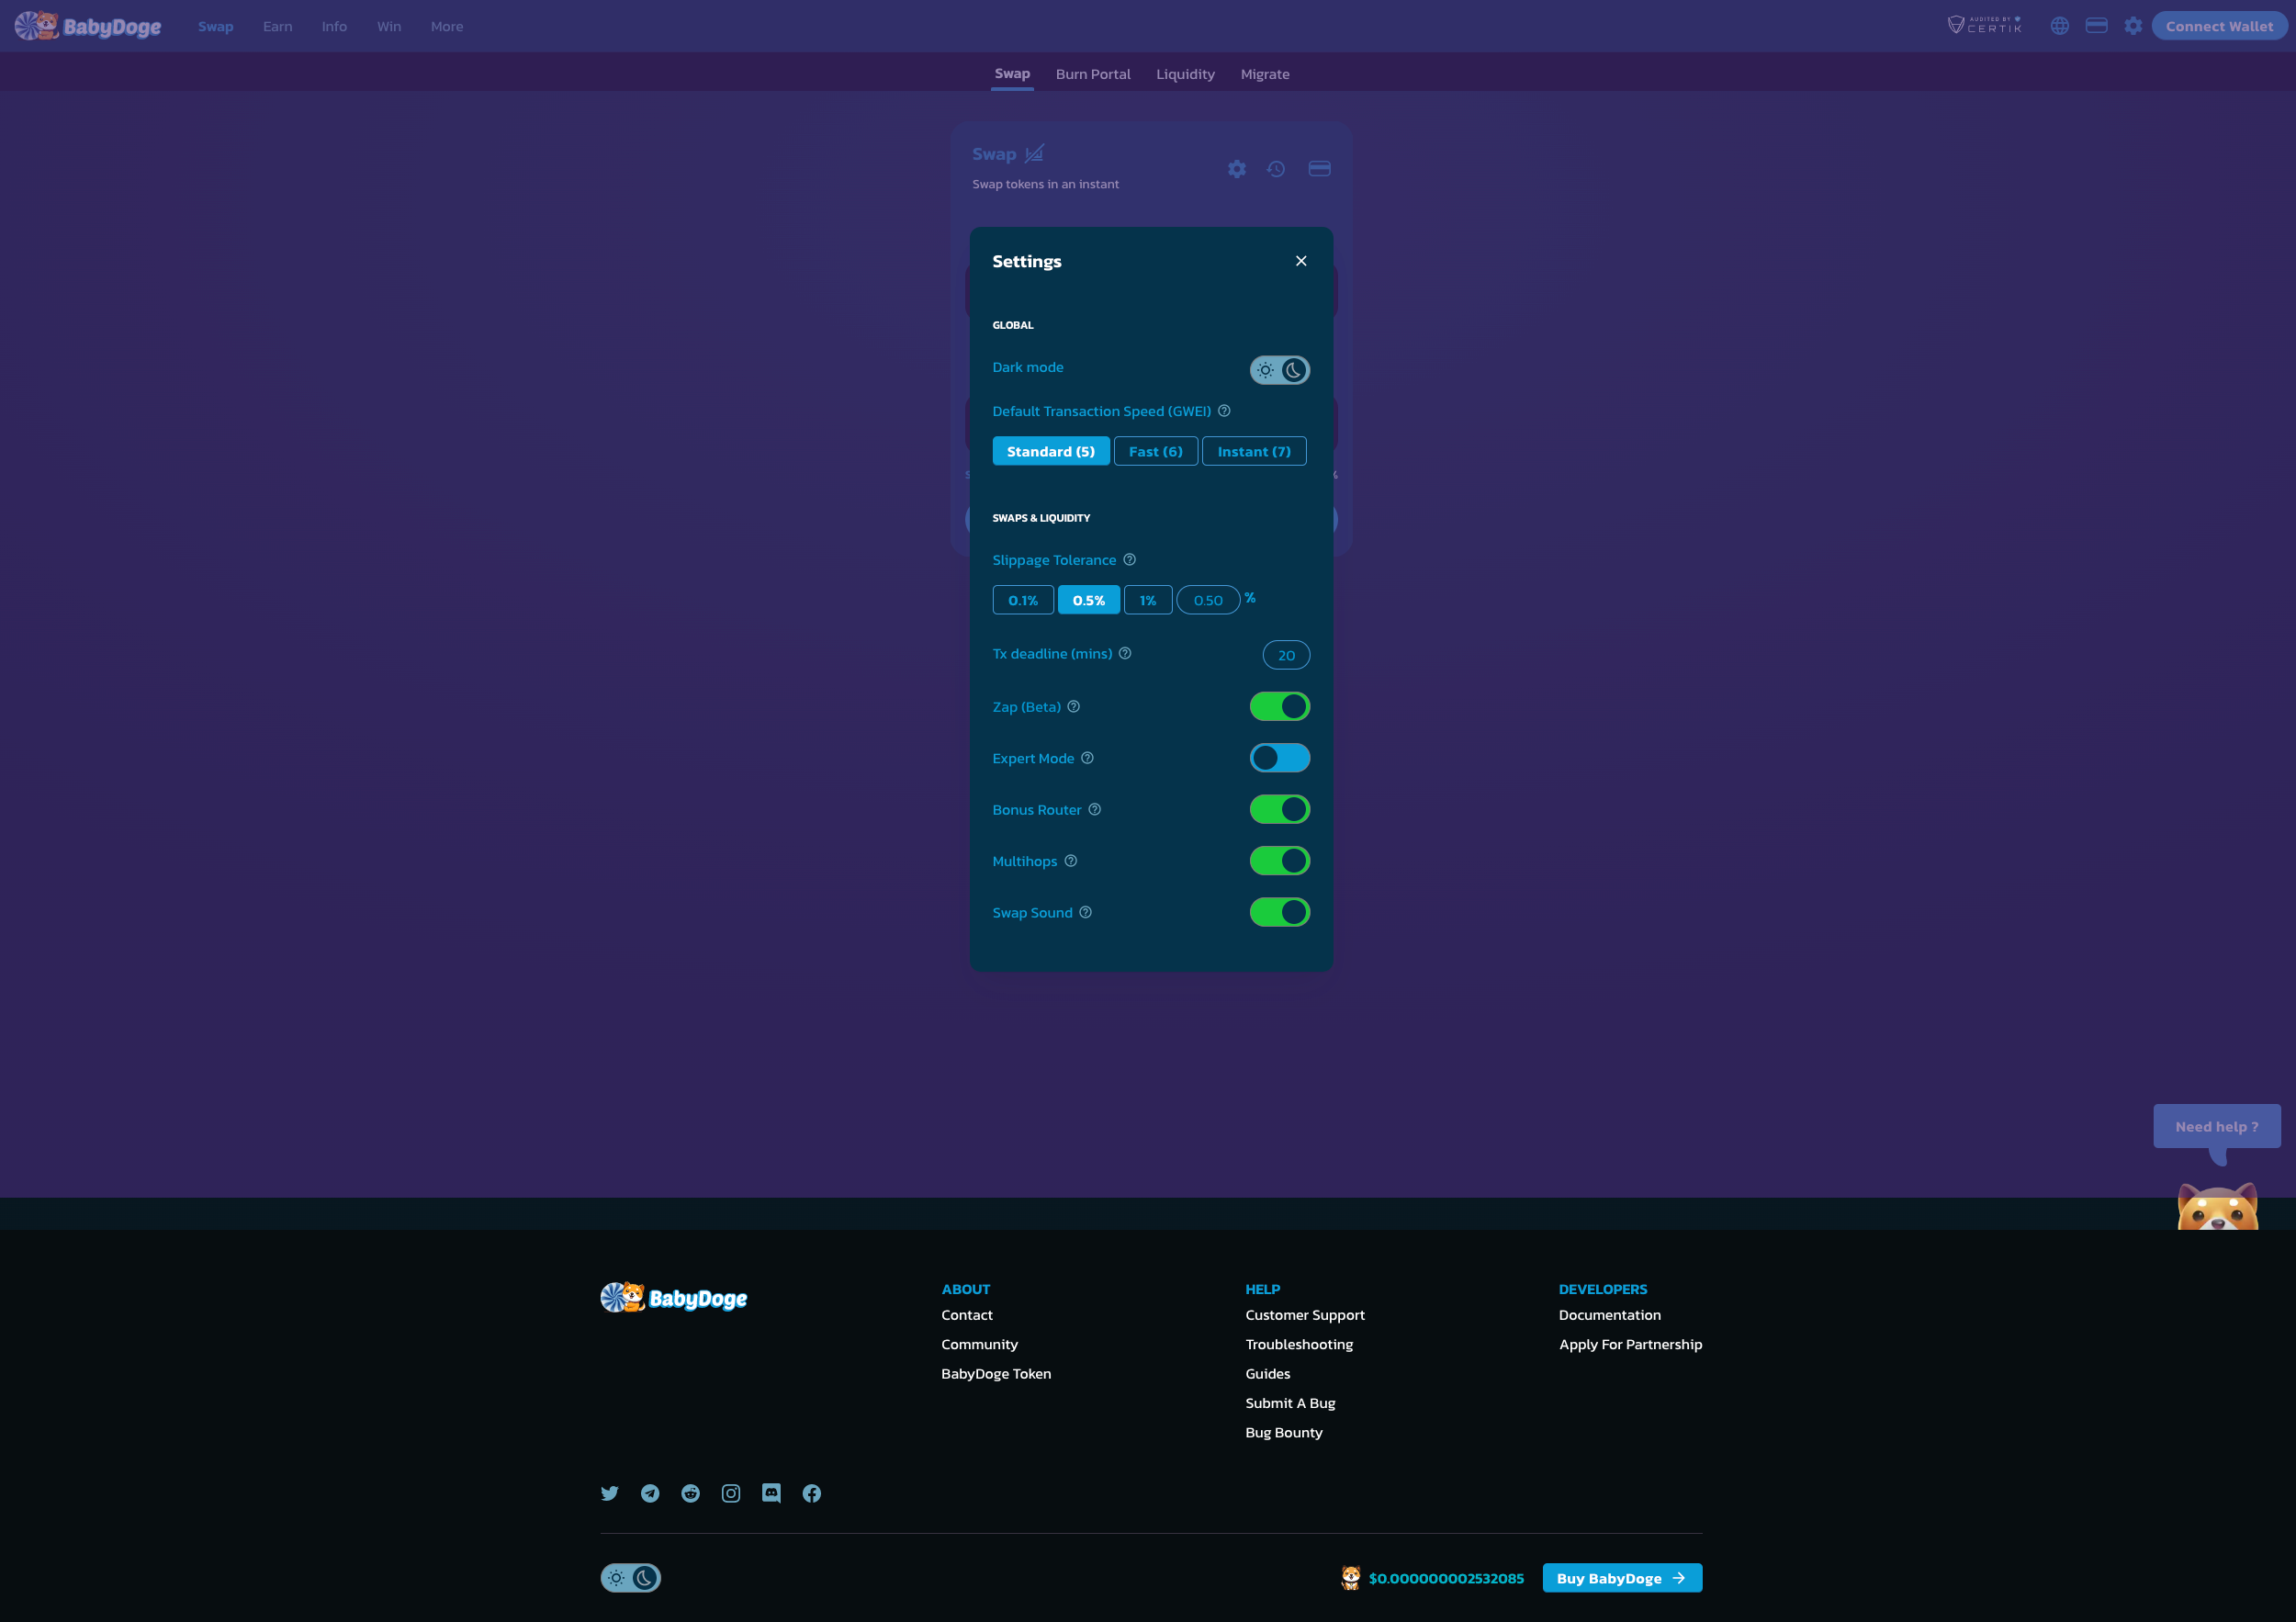 BabyDoge
Swap
Earn
Info
Win
More
AUDITED BY
CERTIK
Connect Wallet
Swap
Burn Portal
Liquidity
Migrate
Swap
Swap tokens in an instant
Settings
GLOBAL
Dark mode
Default Transaction Speed (GWEI)
Standard (5)
Fast (6)
Instant (7)
SWAPS & LIQUIDITY
Slippage Tolerance
0.1%
0.5%
1%
0.50
%
Tx deadline (mins)
20
Zap (Beta)
Expert Mode
Bonus Router
Multihops
Swap Sound
Need help ?
BabyDoge
ABOUT
Contact
Community
BabyDoge Token
HELP
Customer Support
Troubleshooting
Guides
Submit A Bug
Bug Bounty
DEVELOPERS
Documentation
Apply For Partnership
$0.000000002532085
Buy BabyDoge